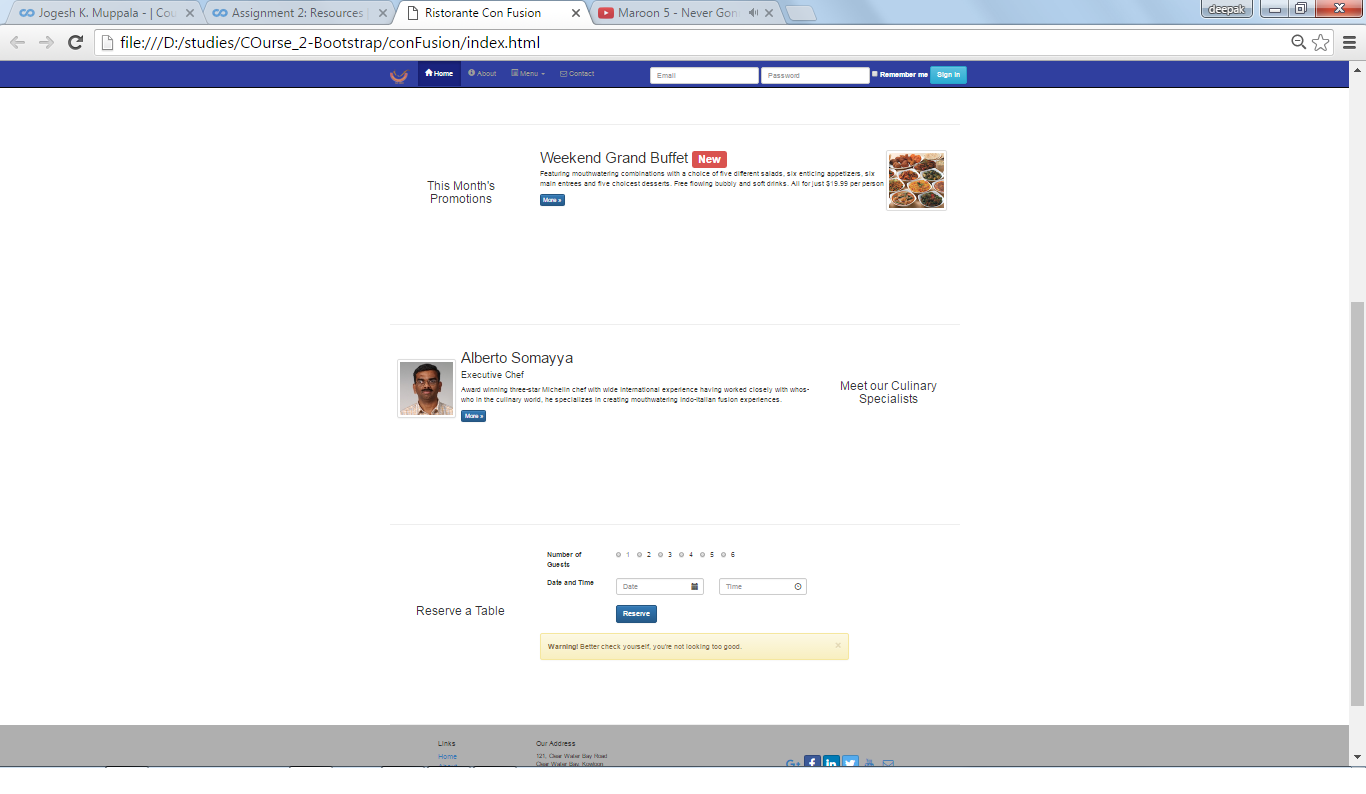 Jogesh K. Muppala - | Cou
Assignment 2: Resources |
Ristorante Con Fusion
Maroon 5 - Never Gon
deepak
file:///D:/studies/COurse_2-Bootstrap/conFusion/index.html
Home
About
Menu
Contact
Email
Password
Remember me
Sign in
This Month's
Promotions
Weekend Grand Buffet New
Featuring mouthwatering combinations with a choice of five different salads, six enticing appetizers, six
main entrees and five choicest desserts. Free flowing bubbly and soft drinks. All for just $19.99 per person
More »
Alberto Somayya
Executive Chef
Award winning three-star Michelin chef with wide International experience having worked closely with whos-
who in the culinary world, he specializes in creating mouthwatering Indo-Italian fusion experiences.
More »
Meet our Culinary
Specialists
Reserve a Table
Number of
Guests
1 2 3 4 5 6
Date and Time
Date
Time
Reserve
Warning! Better check yourself, you're not looking too good.
×
Links
Home
Our Address
121, Clear Water Bay Road
Clear Water Bay, Kowloon